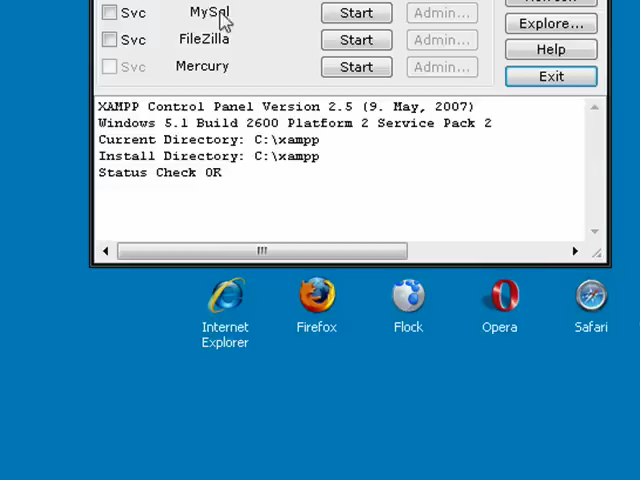 Svc MySql Start Admin...
Explore...
Svc FileZilla Start Admin...
Help
Svc Mercury Start Admin...
Exit
XAMPP Control Panel Version 2.5 (9. May, 2007)
Windows 5.1 Build 2600 Platform 2 Service Pack 2
Current Directory: C:\xampp
Install Directory: C:\xampp
Status Check OK
Internet Explorer
Firefox
Flock
Opera
Safari